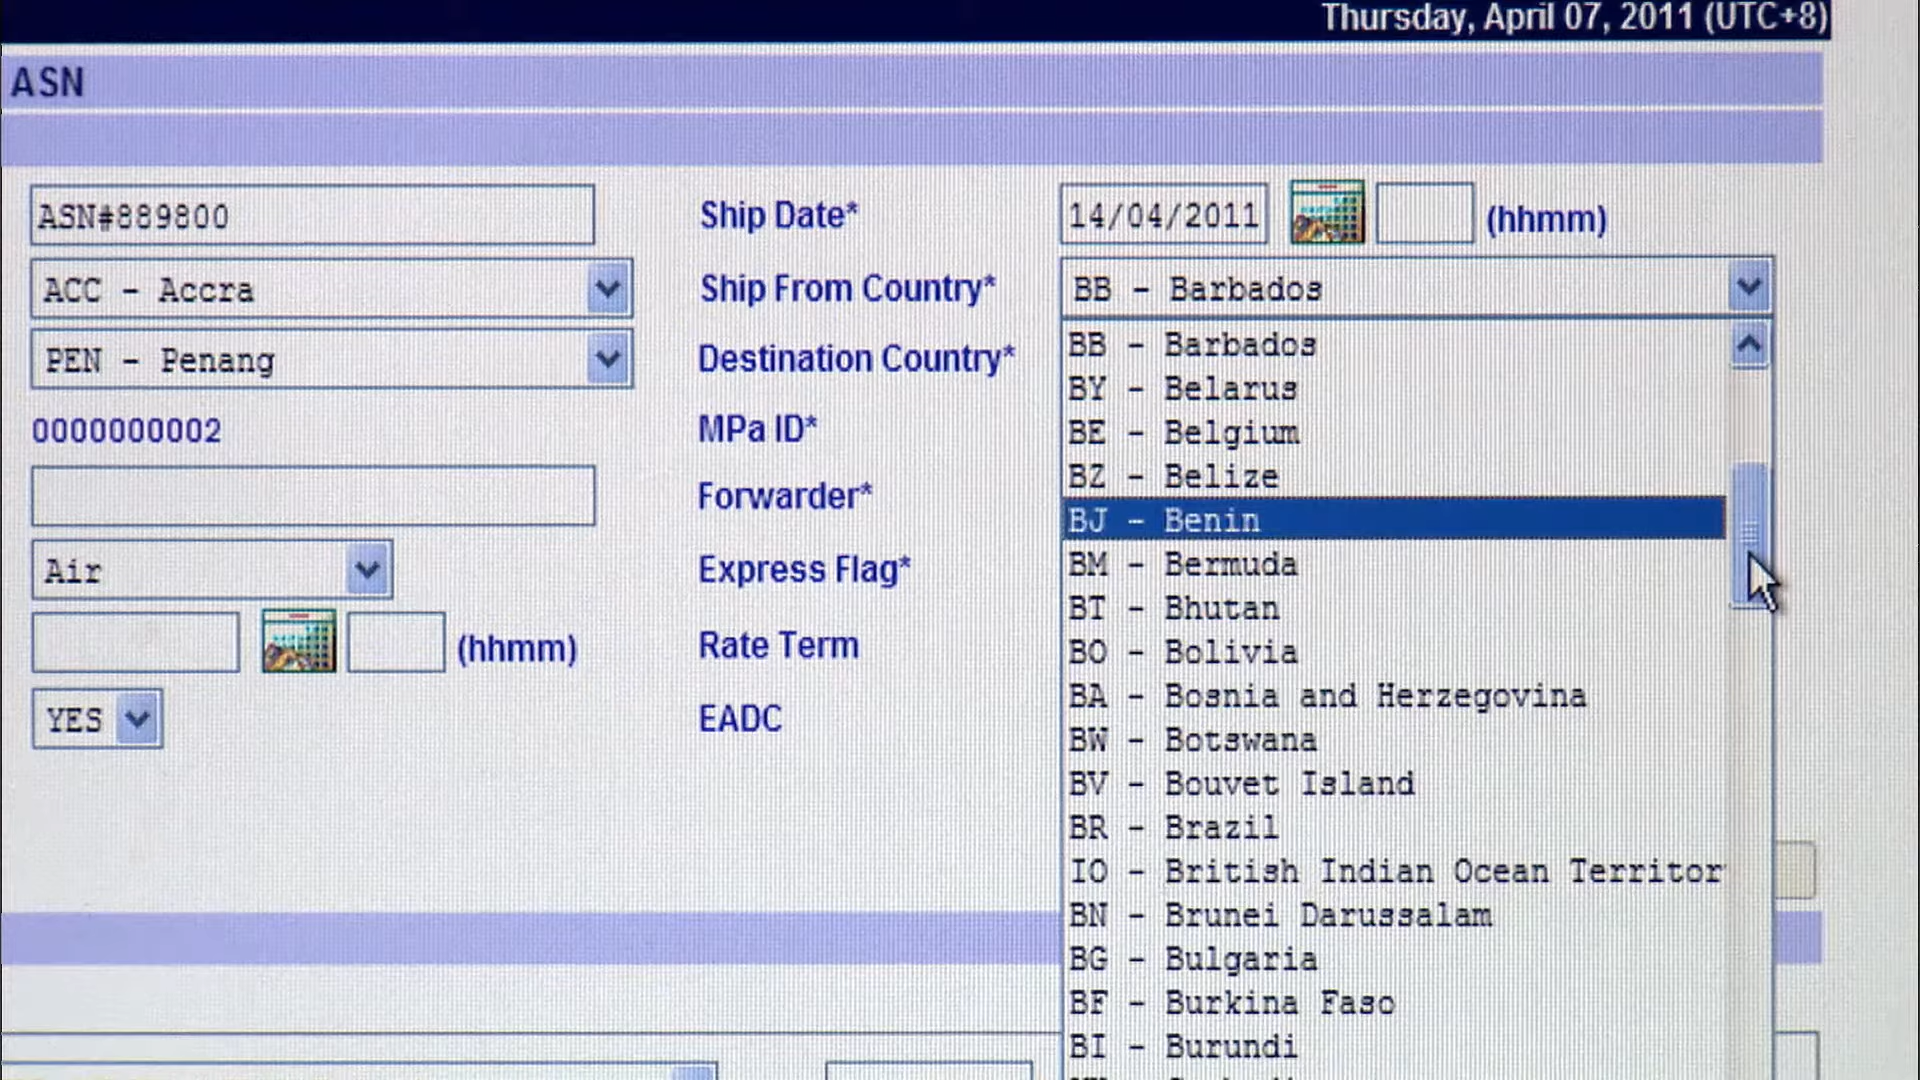 Thursday, April 07, 2011 (UTC+8)
ASN
ASN#889800
Ship Date*
14/04/2011
(hhmm)
ACC - Accra
Ship From Country*
BB - Barbados
PEN - Penang
Destination Country*
0000000002
MPa ID*
Forwarder*
Air
Express Flag*
(hhmm)
Rate Term
YES
EADC
BB - Barbados
BY - Belarus
BE - Belgium
BZ - Belize
BJ - Benin
BM - Bermuda
BT - Bhutan
BO - Bolivia
BA - Bosnia and Herzegovina
BW - Botswana
BV - Bouvet Island
BR - Brazil
IO - British Indian Ocean Territor
BN - Brunei Darussalam
BG - Bulgaria
BF - Burkina Faso
BI - Burundi